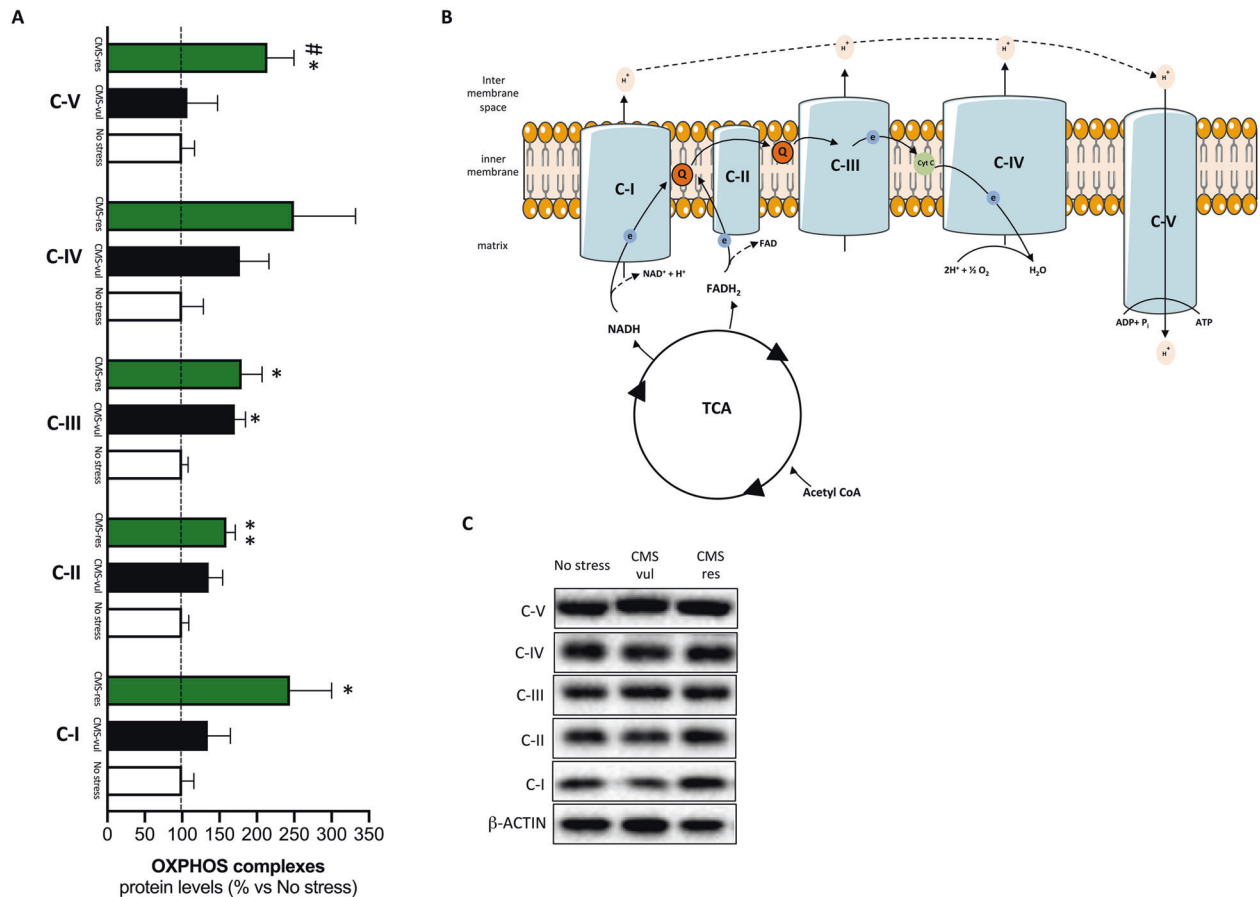 A
CMS-res
#
*
C-V
CMS-vul
No stress
CMS-res
C-IV
CMS-vul
No stress
CMS-res
*
C-III
CMS-vul
*
No stress
CMS-res
*
*
C-II
CMS-vul
No stress
CMS-res
*
C-I
CMS-vul
No stress
0 50 100 150 200 250 300 350
OXPHOS complexes
protein levels (% vs No stress)
B
Inter
membrane
space
inner
membrane
matrix
H⁺
H⁺
H⁺
H⁺
C-I
Q
C-II
Q
C-III
e
Cyt C
C-IV
e
C-V
e
e
NAD⁺ + H⁺
FAD
FADH₂
NADH
2H⁺ + ½ O₂
H₂O
ADP+ Pᵢ
ATP
H⁺
TCA
Acetyl CoA
C
No stress
CMS
vul
CMS
res
C-V
C-IV
C-III
C-II
C-I
β-ACTIN